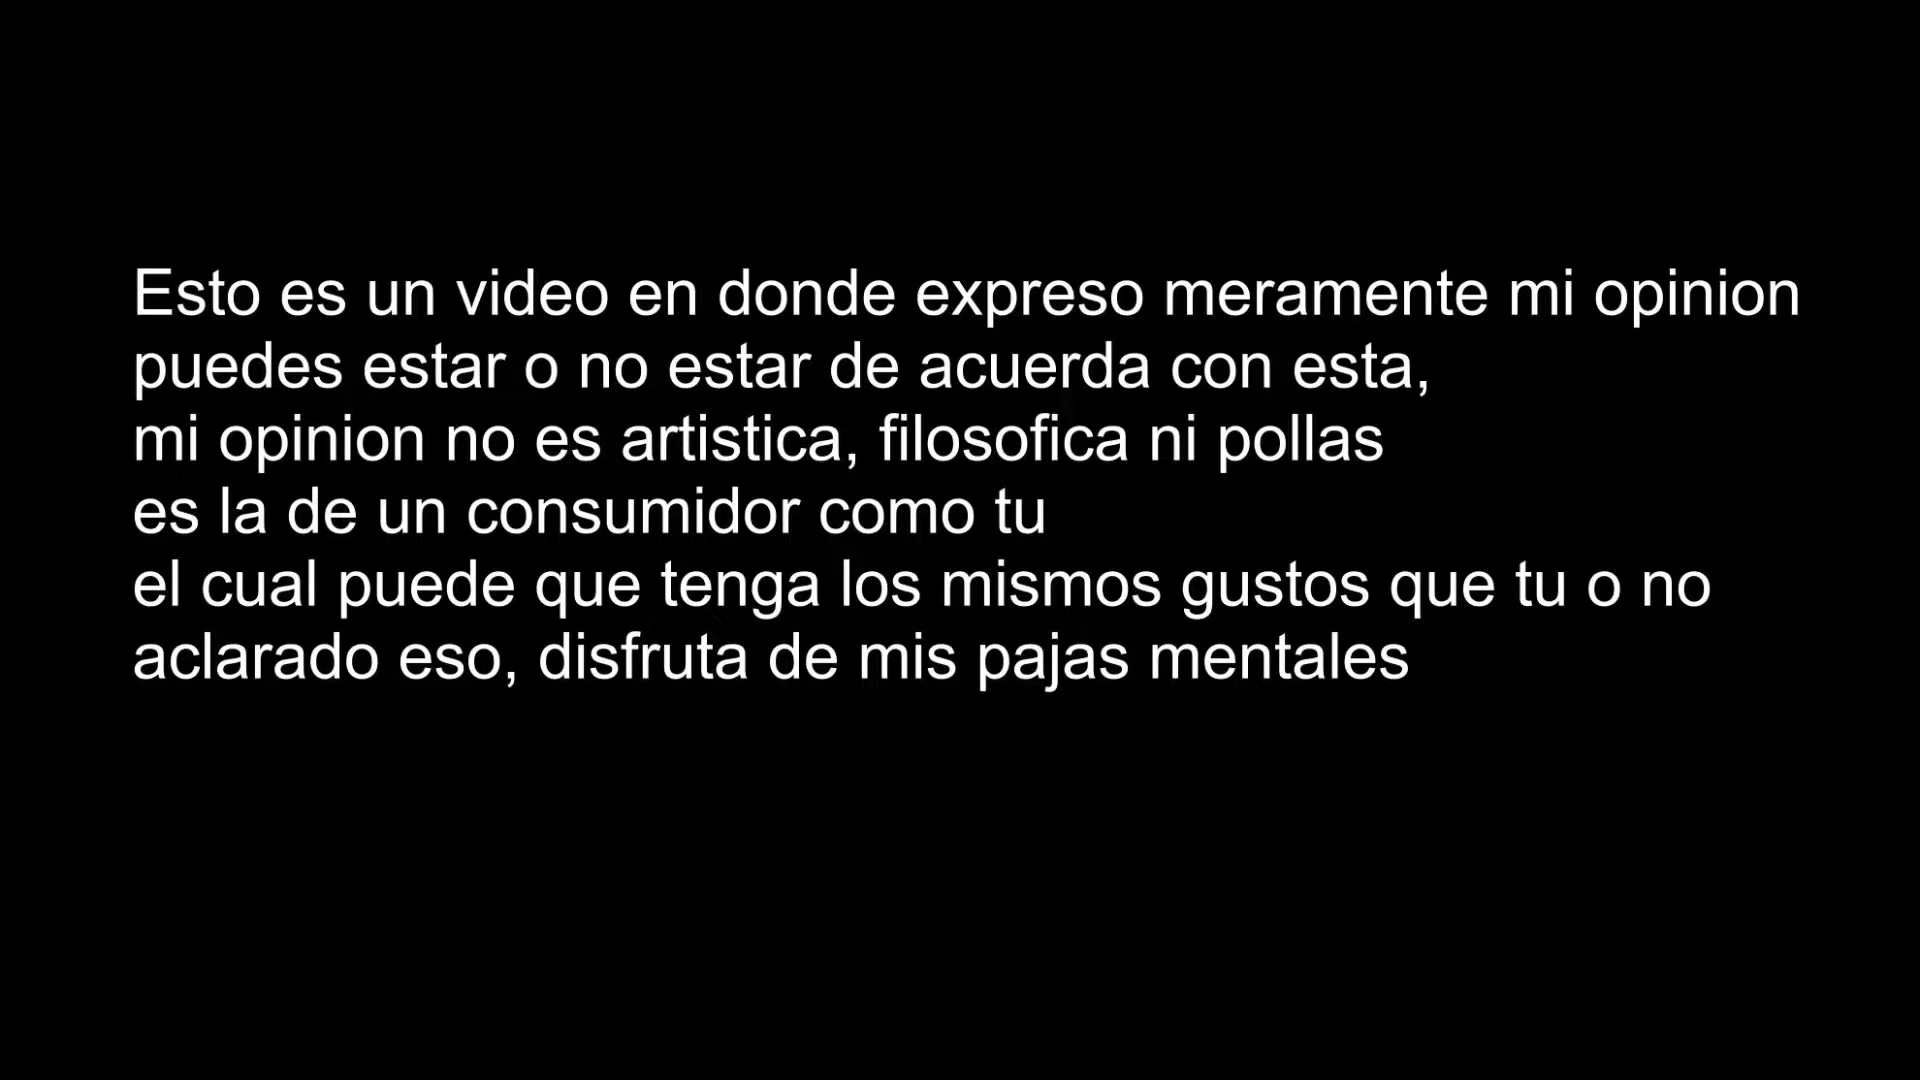 Esto es un video en donde expreso meramente mi opinion
puedes estar o no estar de acuerda con esta,
mi opinion no es artistica, filosofica ni pollas
es la de un consumidor como tu
el cual puede que tenga los mismos gustos que tu o no
aclarado eso, disfruta de mis pajas mentales